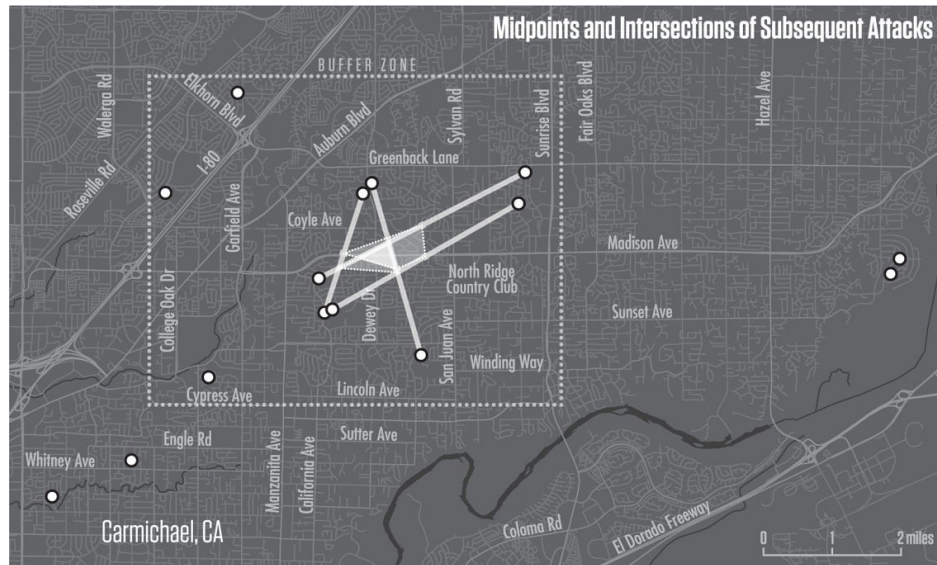 Midpoints and Intersections of Subsequent Attacks
BUFFER ZONE
Walerga Rd
Elkhorn Blvd
Auburn Blvd
Sylvan Rd
Sunrise Blvd
Fair Oaks Blvd
Hazel Ave
Roseville Rd
I-80
Greenback Lane
Garfield Ave
Coyle Ave
Madison Ave
College Oak Dr
Dewey Dr
North Ridge
Country Club
Sunset Ave
San Juan Ave
Winding Way
Cypress Ave
Lincoln Ave
Engle Rd
Sutter Ave
Whitney Ave
Manzanita Ave
California Ave
Carmichael, CA
Coloma Rd
El Dorado Freeway
0 1 2 miles